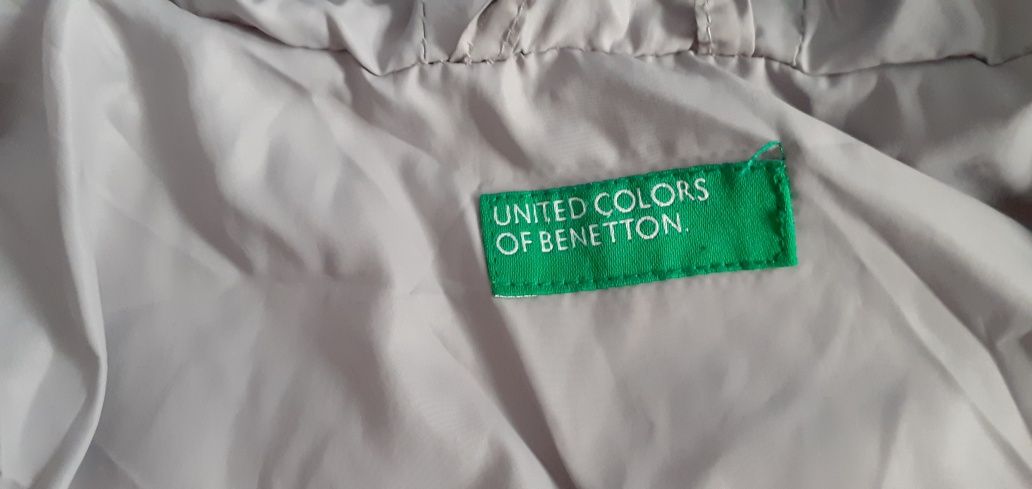 UNITED COLORS
OF BENETTON.